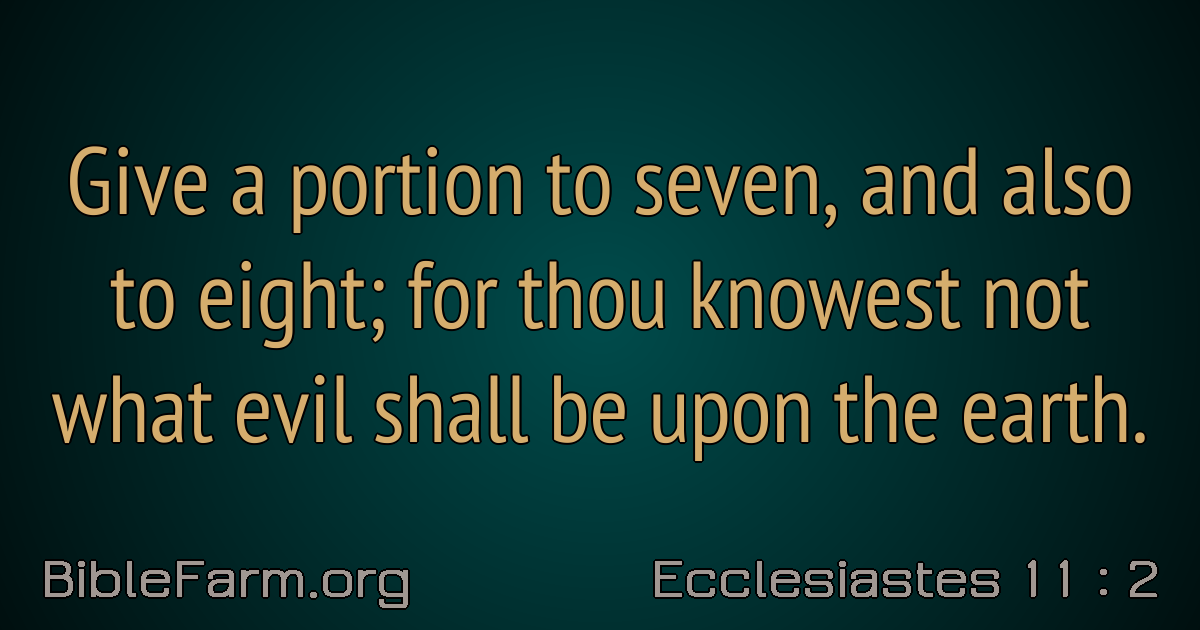 Give a portion to seven, and also
to eight; for thou knowest not
what evil shall be upon the earth.
BibleFarm.org
Ecclesiastes 11 : 2